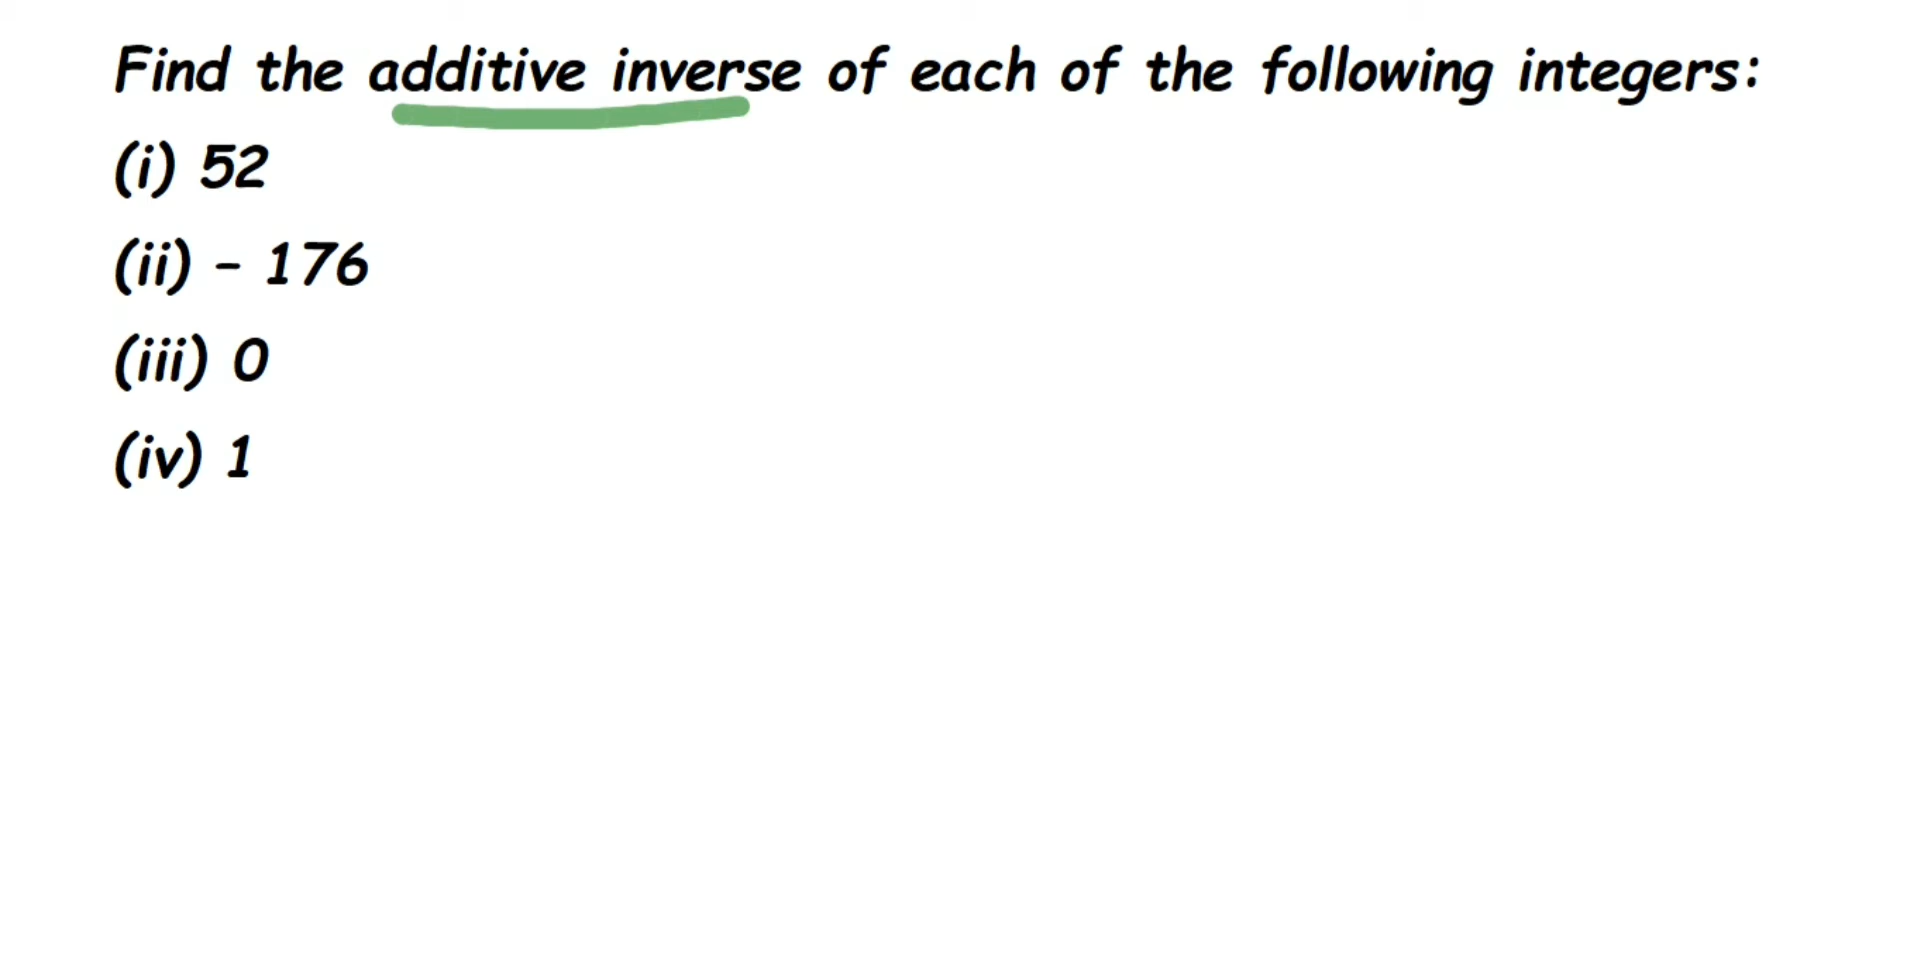 Find the additive inverse of each of the following integers:
(i) 52
(ii) - 176
(iii) 0
(iv) 1